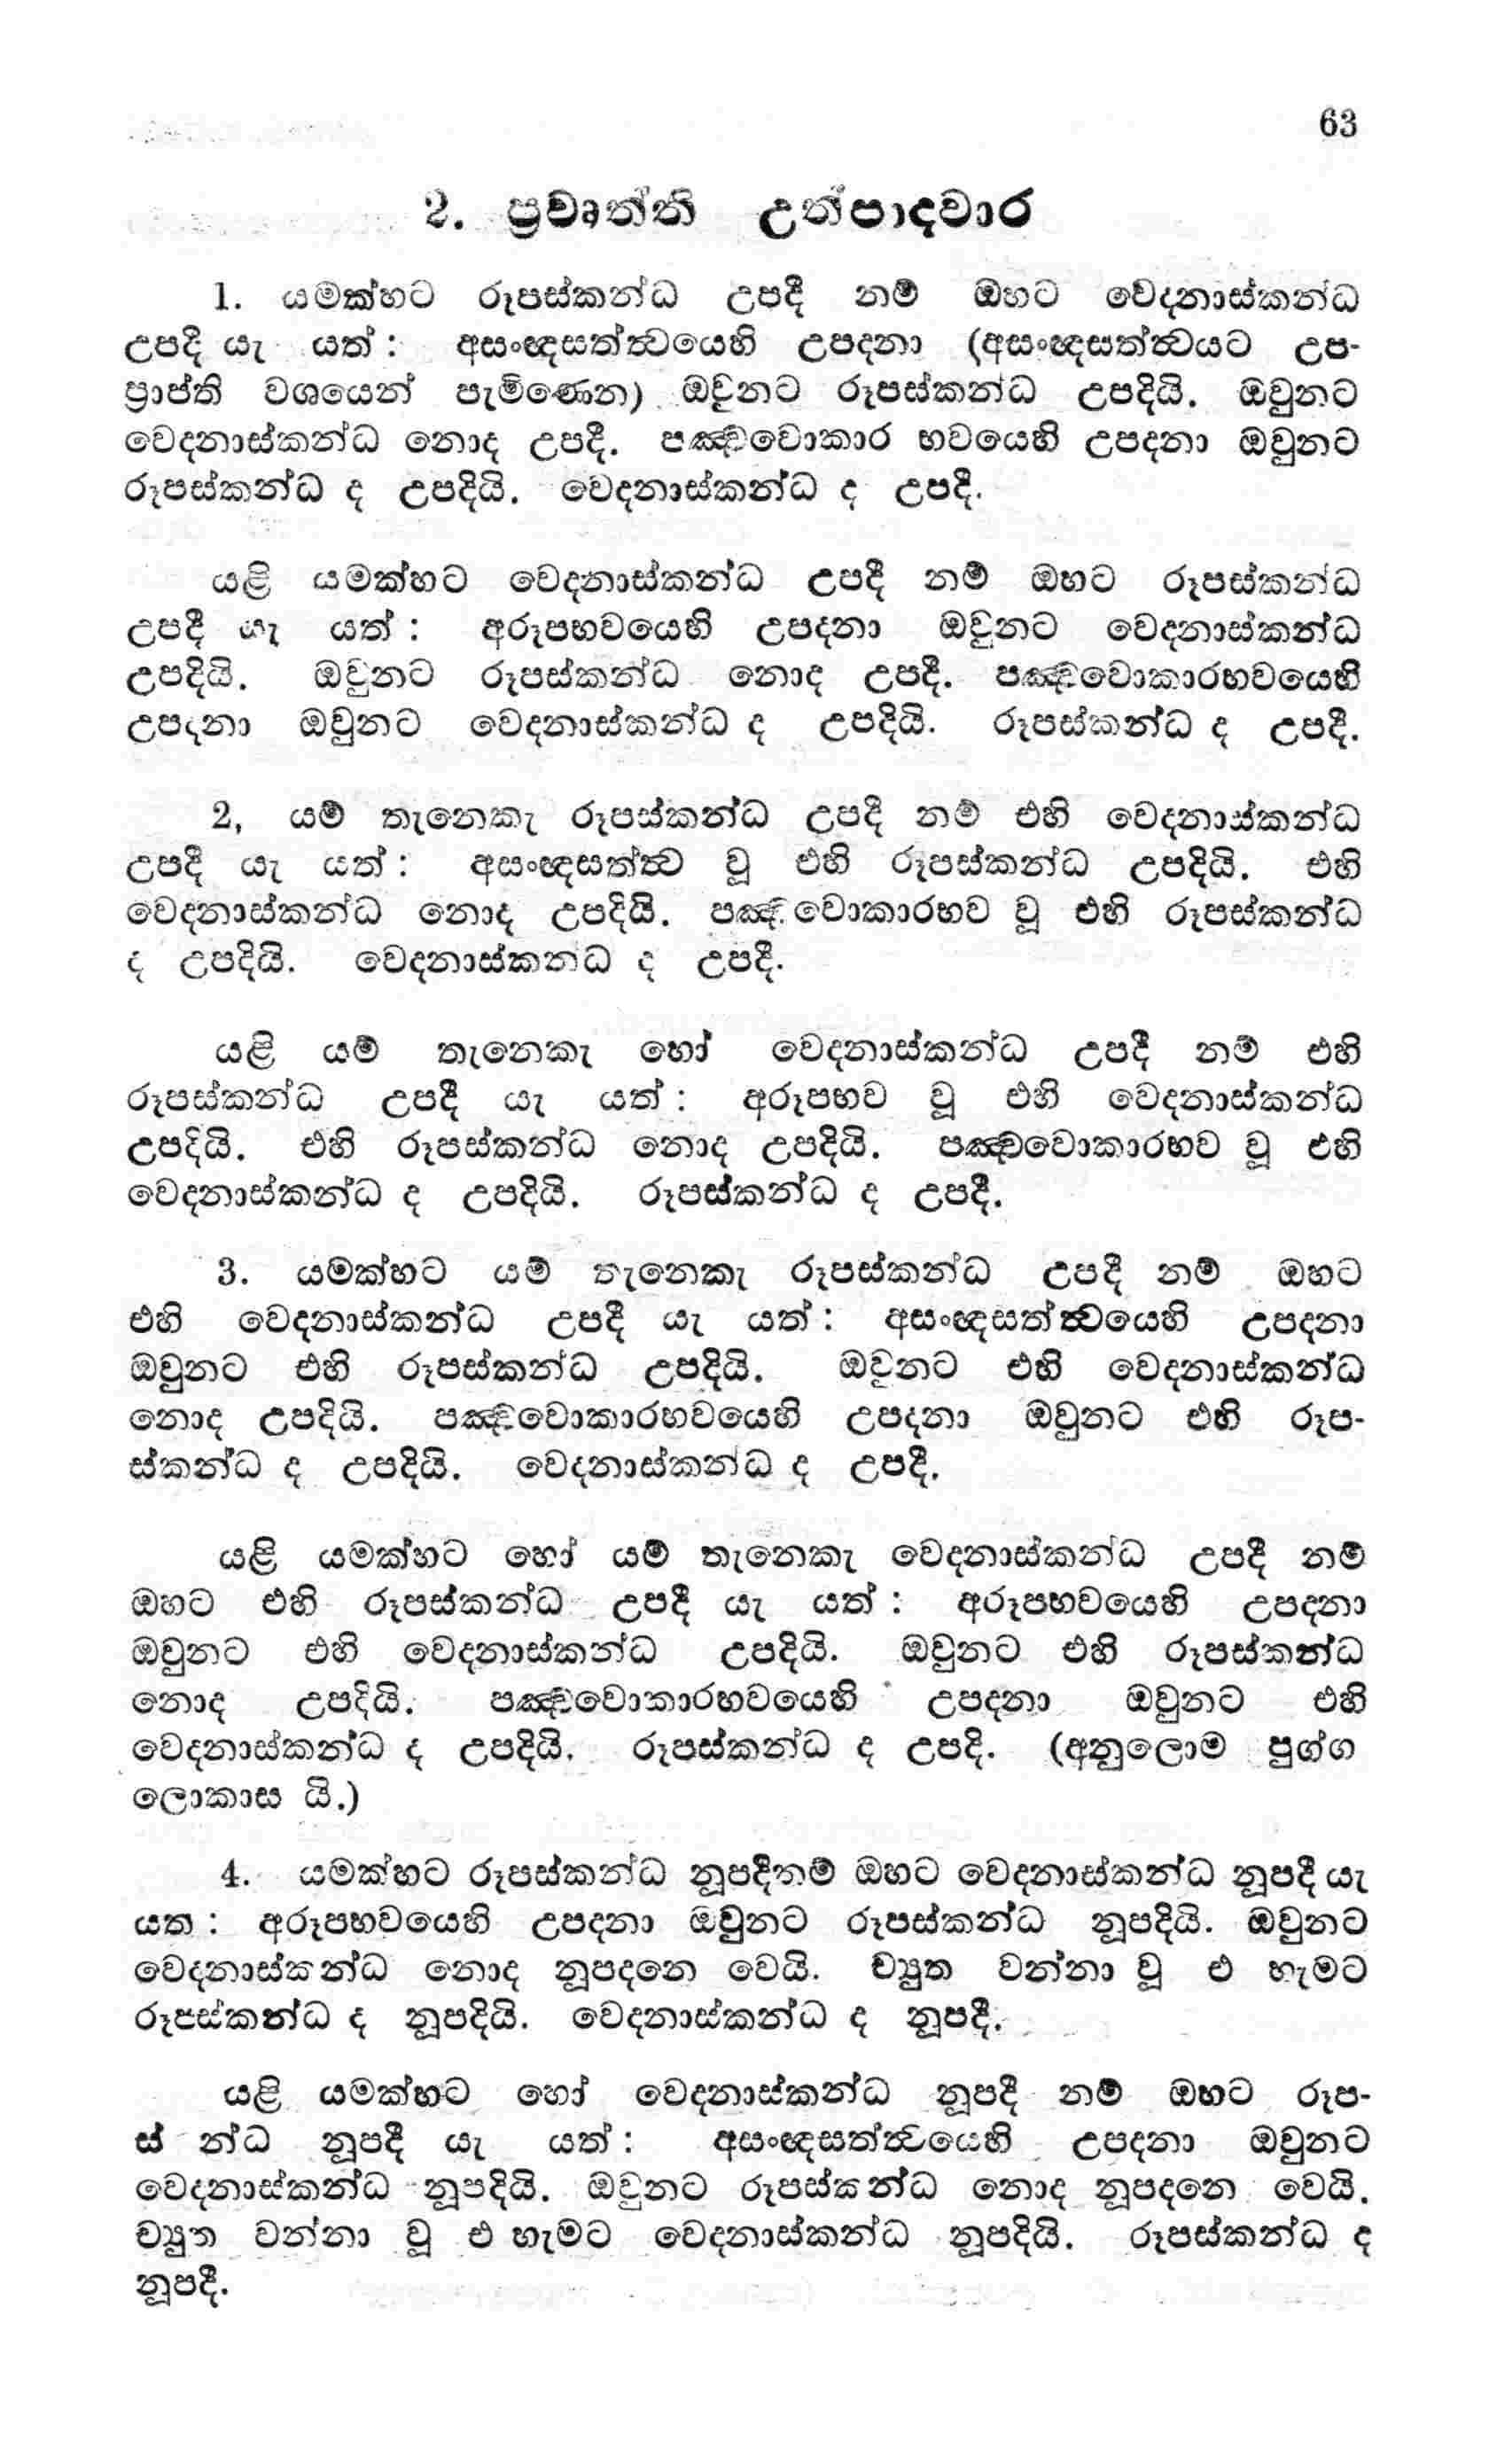 63
2. ප්‍රවෘත්ති උත්පාදවාර
1. යමක්හට රූපස්කන්ධ උපදී නම් ඔහට වෙදනාස්කන්ධ
උපදී යැ යත් : අසංඥසත්ත්‍වයෙහි උපදනා (අසංඥසත්ත්‍වයට උප-
ප්‍රාප්ති වශයෙන් පැමිණෙන) ඔවුනට රූපස්කන්ධ උපදියි. ඔවුනට
වෙදනාස්කන්ධ නොද උපදී. පඤ්චවොකාර භවයෙහි උපදනා ඔවුනට
රූපස්කන්ධ ද උපදියි. වෙදනාස්කන්ධ ද උපදී.
යළි යමක්හට වෙදනාස්කන්ධ උපදී නම් ඔහට රූපස්කන්ධ
උපදී යැ යත් : අරූපභවයෙහි උපදනා ඔවුනට වෙදනාස්කන්ධ
උපදියි. ඔවුනට රූපස්කන්ධ නොද උපදී. පඤ්චවොකාරභවයෙහි
උපදනා ඔවුනට වෙදනාස්කන්ධ ද උපදියි. රූපස්කන්ධ ද උපදී.
2, යම් තැනෙකැ රූපස්කන්ධ උපදී නම් එහි වෙදනාස්කන්ධ
උපදී යැ යත් : අසංඥසත්ත්‍ව වූ එහි රූපස්කන්ධ උපදියි. එහි
වෙදනාස්කන්ධ නොද උපදියි. පඤ්චවොකාරභව වූ එහි රූපස්කන්ධ
ද උපදියි. වෙදනාස්කන්ධ ද උපදී.
යළි යම් තැනෙකැ හෝ වෙදනාස්කන්ධ උපදී නම් එහි
රූපස්කන්ධ උපදී යැ යත් : අරූපභව වූ එහි වෙදනාස්කන්ධ
උපදියි. එහි රූපස්කන්ධ නොද උපදියි. පඤ්චවොකාරභව වූ එහි
වෙදනාස්කන්ධ ද උපදියි. රූපස්කන්ධ ද උපදී.
3. යමක්හට යම් තැනෙකැ රූපස්කන්ධ උපදී නම් ඔහට
එහි වෙදනාස්කන්ධ උපදී යැ යත් : අසංඥසත්ත්‍වයෙහි උපදනා
ඔවුනට එහි රූපස්කන්ධ උපදියි. ඔවුනට එහි වෙදනාස්කන්ධ
නොද උපදියි. පඤ්චවොකාරභවයෙහි උපදනා ඔවුනට එහි රූප-
ස්කන්ධ ද උපදියි. වෙදනාස්කන්ධ ද උපදී.
යළි යමක්හට හෝ යම් තැනෙකැ වෙදනාස්කන්ධ උපදී නම්
ඔහට එහි රූපස්කන්ධ උපදී යැ යත් : අරූපභවයෙහි උපදනා
ඔවුනට එහි වෙදනාස්කන්ධ උපදියි. ඔවුනට එහි රූපස්කන්ධ
නොද උපදියි. පඤ්චවොකාරභවයෙහි උපදනා ඔවුනට එහි
වෙදනාස්කන්ධ ද උපදියි. රූපස්කන්ධ ද උපදි. (අනුලොම පුග්ග
ලොකාස යි.)
4. යමක්හට රූපස්කන්ධ නූපදීනම් ඔහට වෙදනාස්කන්ධ නූපදී යැ
යත : අරූපභවයෙහි උපදනා ඔවුනට රූපස්කන්ධ නූපදියි. ඔවුනට
වෙදනාස්කන්ධ නොද නූපදනෙ වෙයි. ච්‍යුත වන්නා වූ එ හැමට
රූපස්කන්ධ ද නූපදියි. වෙදනාස්කන්ධ ද නූපදී.
යළි යමක්හට හෝ වෙදනාස්කන්ධ නූපදී නම් ඔහට රූප-
ස් න්ධ නූපදී යැ යත් : අසංඥසත්ත්‍වයෙහි උපදනා ඔවුනට
වෙදනාස්කන්ධ නූපදියි. ඔවුනට රූපස්කන්ධ නොද නූපදනෙ වෙයි.
ච්‍යුත වන්නා වූ එ හැමට වෙදනාස්කන්ධ නූපදියි. රූපස්කන්ධ ද
නූපදී.